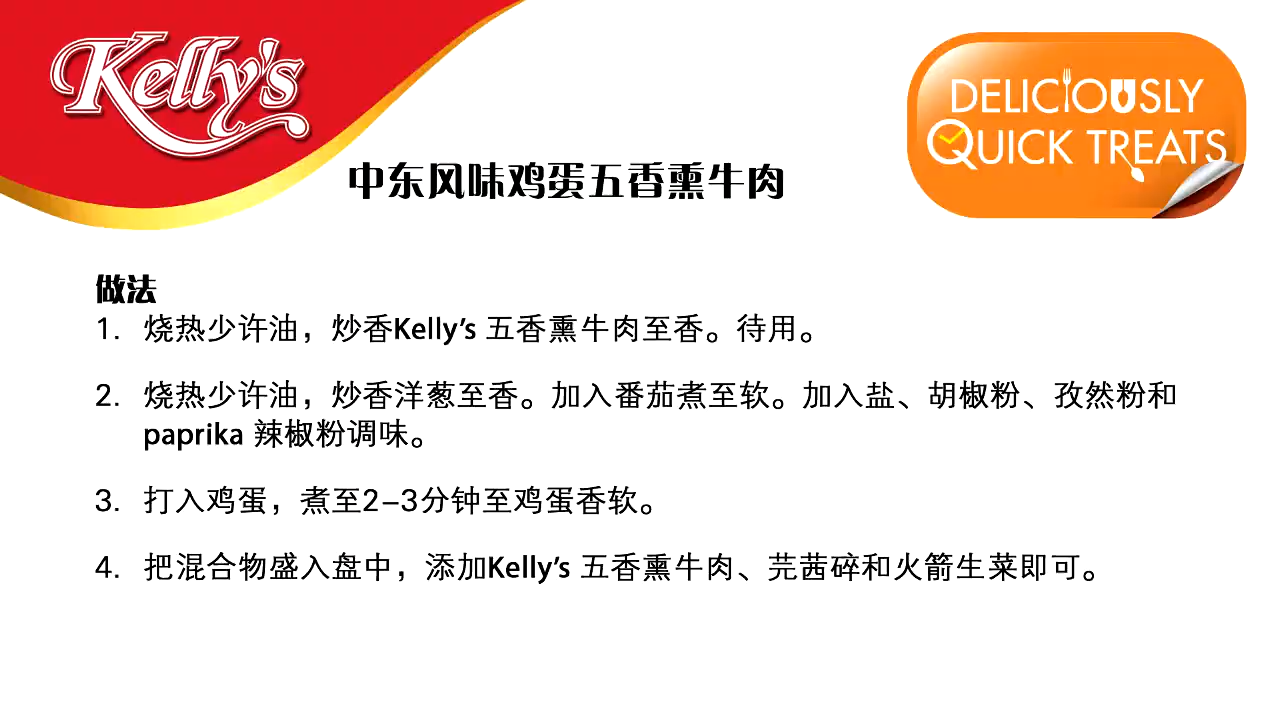 Kelly's
DELICIOUSLY
QUICK TREATS
中东风味鸡蛋五香熏牛肉
做法
1. 烧热少许油，炒香Kelly's 五香熏牛肉至香。待用。
2. 烧热少许油，炒香洋葱至香。加入番茄煮至软。加入盐、胡椒粉、孜然粉和
paprika 辣椒粉调味。
3. 打入鸡蛋，煮至2–3分钟至鸡蛋香软。
4. 把混合物盛入盘中，添加Kelly's 五香熏牛肉、芫茜碎和火箭生菜即可。